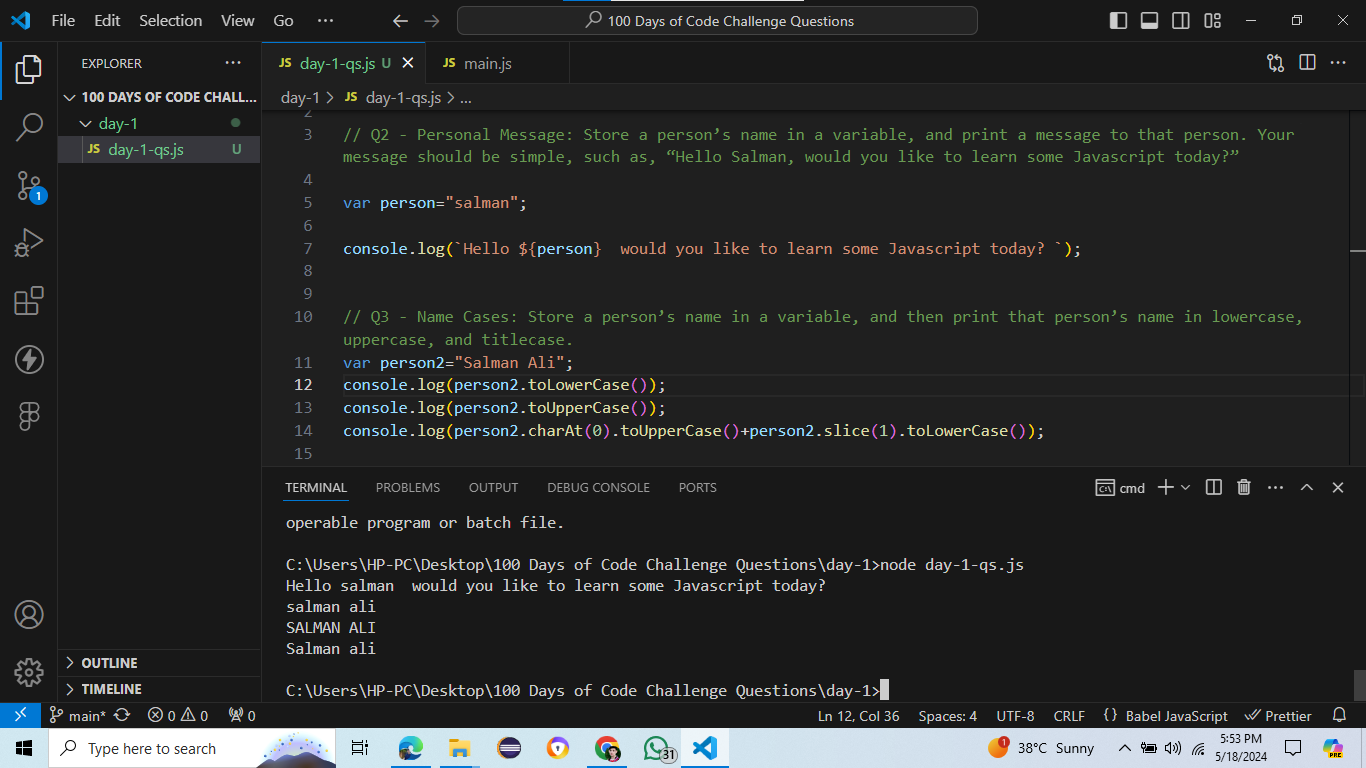 File Edit Selection View Go ···
100 Days of Code Challenge Questions
EXPLORER ···
100 DAYS OF CODE CHALL...
day-1
JS day-1-qs.js U
OUTLINE
TIMELINE
1
JS day-1-qs.js U
JS main.js
day-1 > JS day-1-qs.js > ...
2
3 // Q2 - Personal Message: Store a person’s name in a variable, and print a message to that person. Your
message should be simple, such as, “Hello Salman, would you like to learn some Javascript today?”
4
5 var person="salman";
6
7 console.log(`Hello ${person}  would you like to learn some Javascript today? `);
8
9
10 // Q3 - Name Cases: Store a person’s name in a variable, and then print that person’s name in lowercase,
uppercase, and titlecase.
11 var person2="Salman Ali";
12 console.log(person2.toLowerCase());
13 console.log(person2.toUpperCase());
14 console.log(person2.charAt(0).toUpperCase()+person2.slice(1).toLowerCase());
15
TERMINAL PROBLEMS OUTPUT DEBUG CONSOLE PORTS
cmd
operable program or batch file.
C:\Users\HP-PC\Desktop\100 Days of Code Challenge Questions\day-1>node day-1-qs.js
Hello salman  would you like to learn some Javascript today?
salman ali
SALMAN ALI
Salman ali
C:\Users\HP-PC\Desktop\100 Days of Code Challenge Questions\day-1>
main* 0 0 0
Ln 12, Col 36 Spaces: 4 UTF-8 CRLF {} Babel JavaScript Prettier
Type here to search
31
1
38°C Sunny
5:53 PM
5/18/2024
PRE